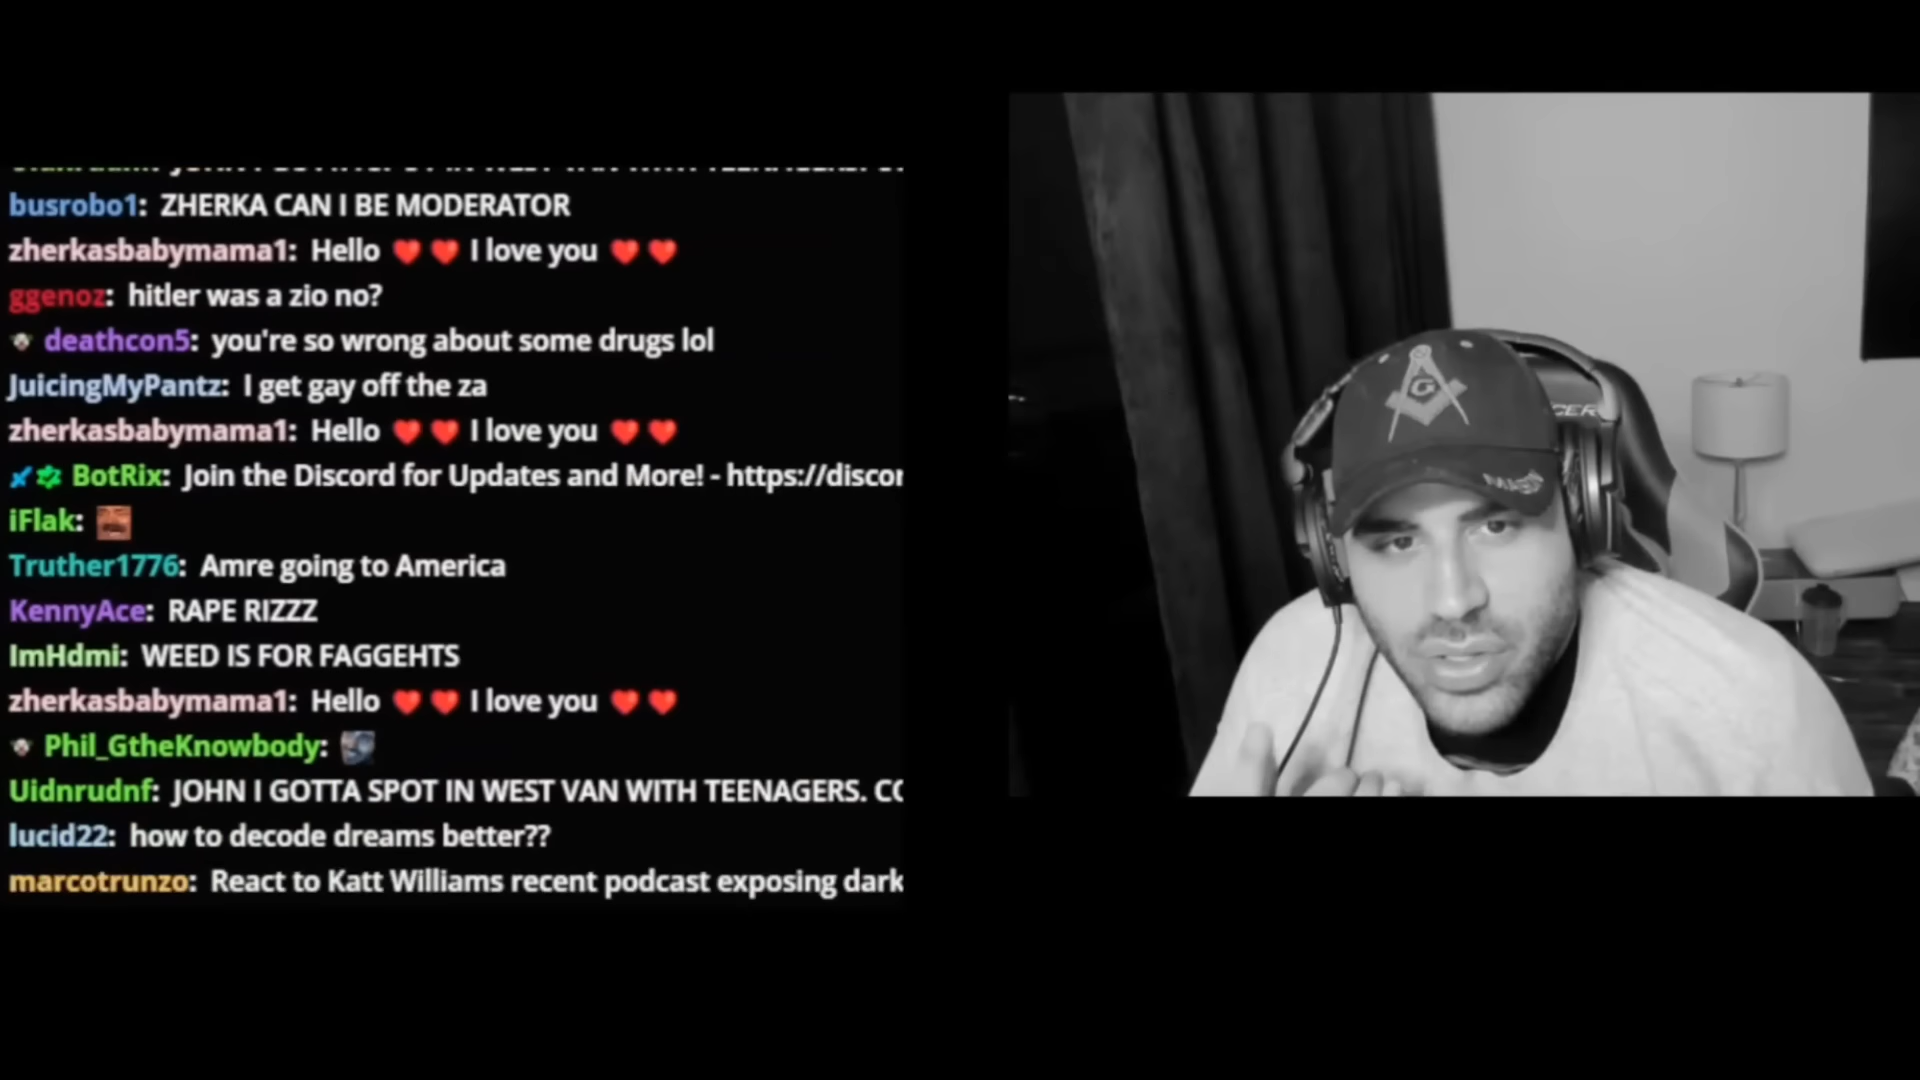 busrobo1: ZHERKA CAN I BE MODERATOR
zherkasbabymama1: Hello ❤️ ❤️ I love you ❤️ ❤️
ggenoz: hitler was a zio no?
deathcon5: you're so wrong about some drugs lol
JuicingMyPantz: I get gay off the za
zherkasbabymama1: Hello ❤️ ❤️ I love you ❤️ ❤️
BotRix: Join the Discord for Updates and More! - https://discor
iFlak:
Truther1776: Amre going to America
KennyAce: RAPE RIZZZ
ImHdmi: WEED IS FOR FAGGEHTS
zherkasbabymama1: Hello ❤️ ❤️ I love you ❤️ ❤️
Phil_GtheKnowbody:
Uidnrudnf: JOHN I GOTTA SPOT IN WEST VAN WITH TEENAGERS. CO
lucid22: how to decode dreams better??
marcotrunzo: React to Katt Williams recent podcast exposing dark
G